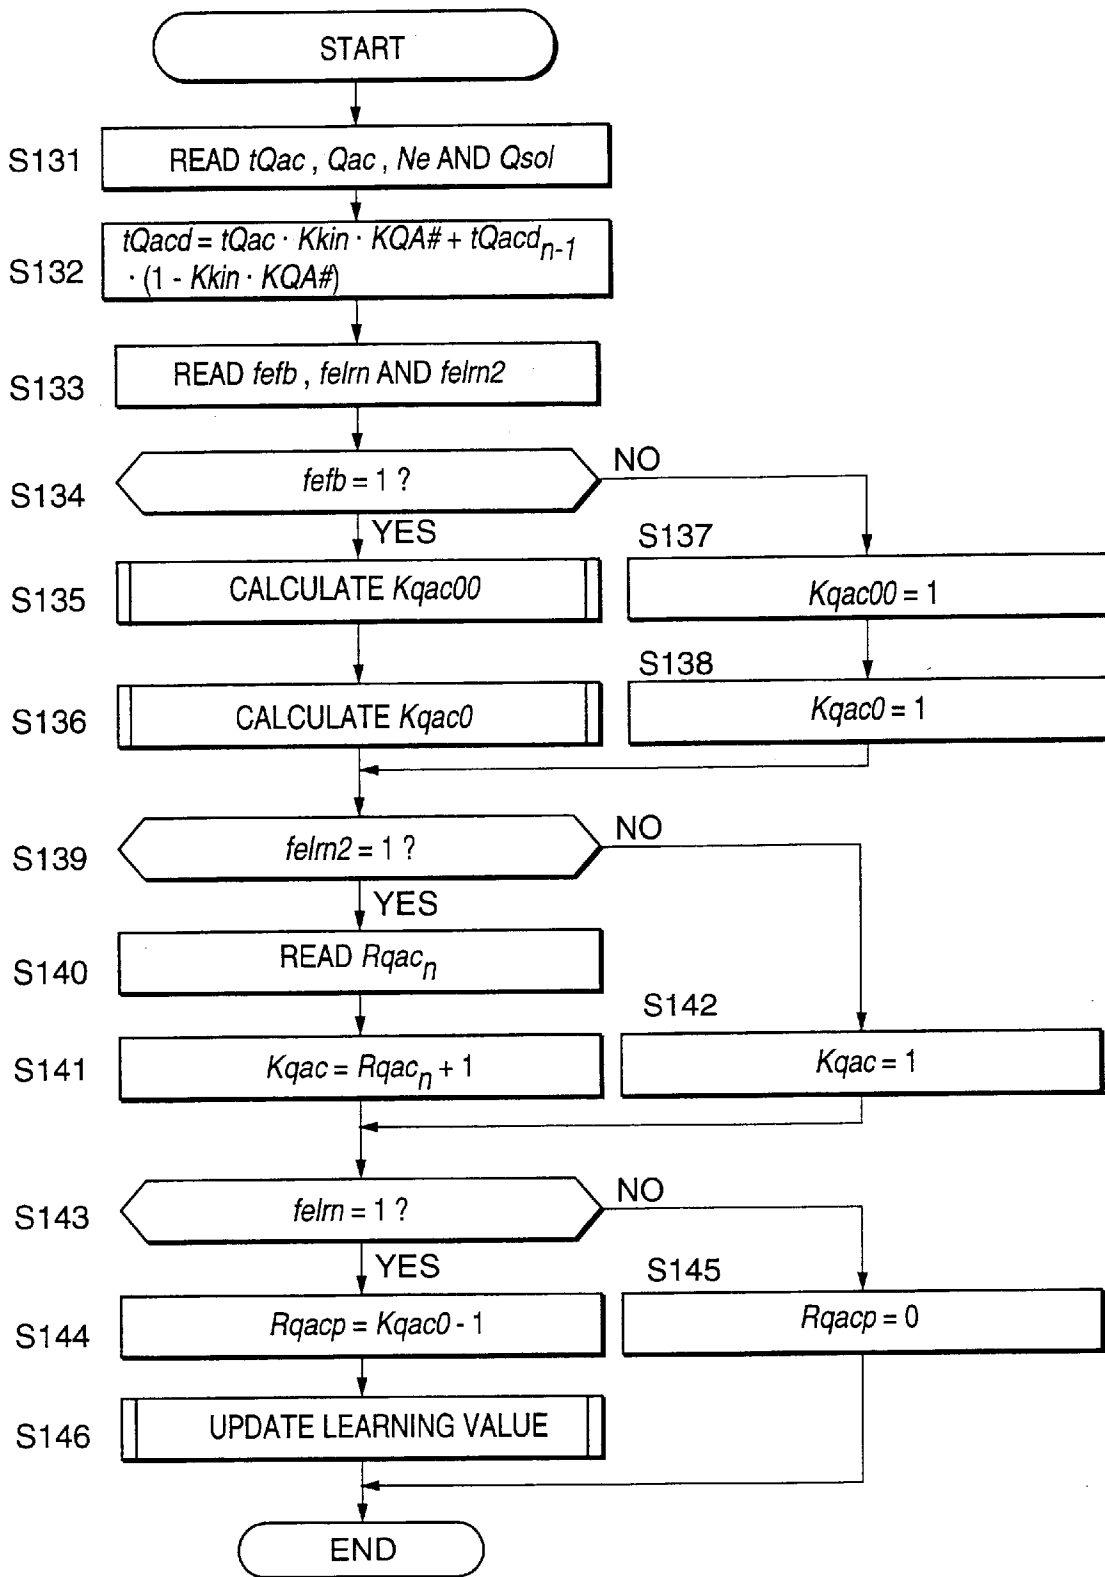 START
S131
READ tQac , Qac , Ne AND Qsol
S132
tQacd = tQac · Kkin · KQA# + tQacd n-1
· (1 - Kkin · KQA#)
S133
READ fefb , felrn AND felrn2
S134
fefb = 1 ?
NO
YES
S135
CALCULATE Kqac00
S137
Kqac00 = 1
S136
CALCULATE Kqac0
S138
Kqac0 = 1
S139
felrn2 = 1 ?
NO
YES
S140
READ Rqac n
S141
Kqac = Rqac n + 1
S142
Kqac = 1
S143
felrn = 1 ?
NO
YES
S144
Rqacp = Kqac0 - 1
S145
Rqacp = 0
S146
UPDATE LEARNING VALUE
END